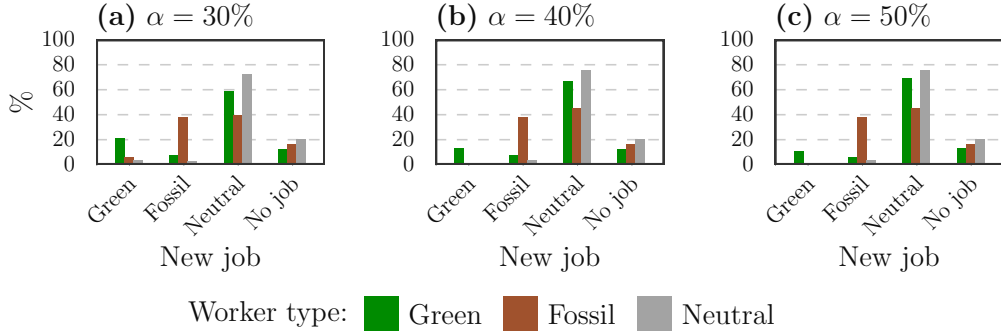 (a) α = 30%
(b) α = 40%
(c) α = 50%
%
100
80
60
40
20
0
Green
Fossil
Neutral
No job
New job
100
80
60
40
20
0
Green
Fossil
Neutral
No job
New job
100
80
60
40
20
0
Green
Fossil
Neutral
No job
New job
Worker type: Green Fossil Neutral